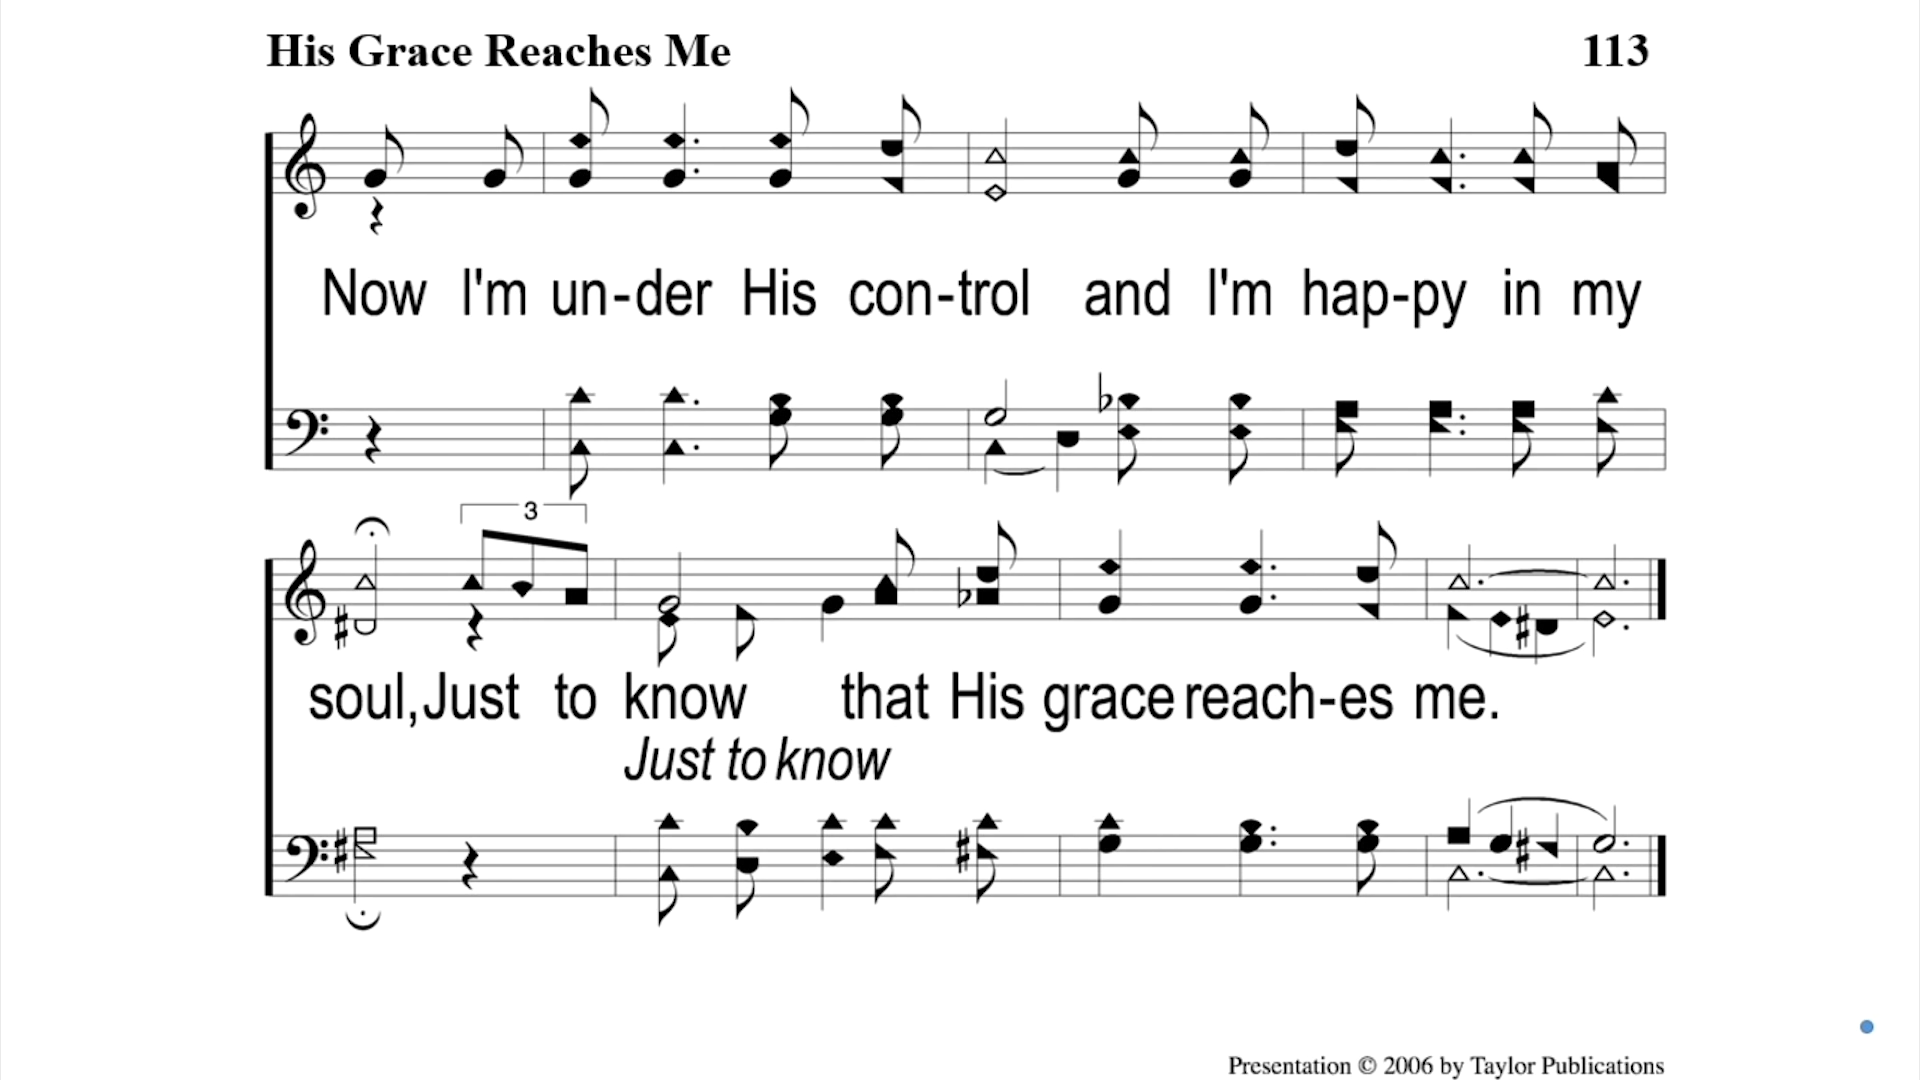 His Grace Reaches Me 113
Now I'm un-der His con-trol and I'm hap-py in my
3
soul, Just to know that His grace reach-es me.
Just to know
Presentation © 2006 by Taylor Publications